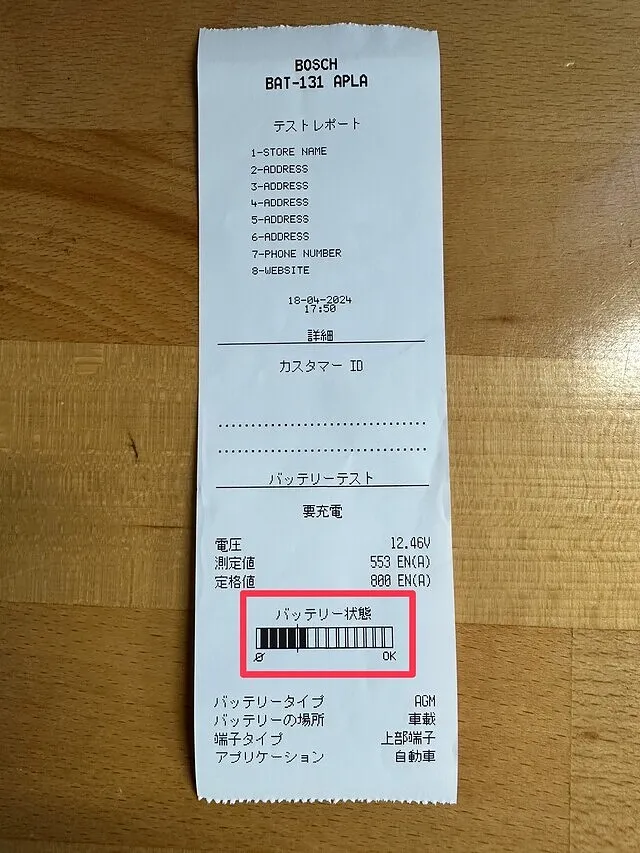 BOSCH
BAT-131 APLA
テストレポート
1-STORE NAME
2-ADDRESS
3-ADDRESS
4-ADDRESS
5-ADDRESS
6-ADDRESS
7-PHONE NUMBER
8-WEBSITE
18-04-2024
17:50
詳細
カスタマー ID
バッテリーテスト
要充電
電圧 12.46V
測定値 553 EN(A)
定格値 800 EN(A)
バッテリー状態
0 OK
バッテリータイプ AGM
バッテリーの場所 車載
端子タイプ 上部端子
アプリケーション 自動車